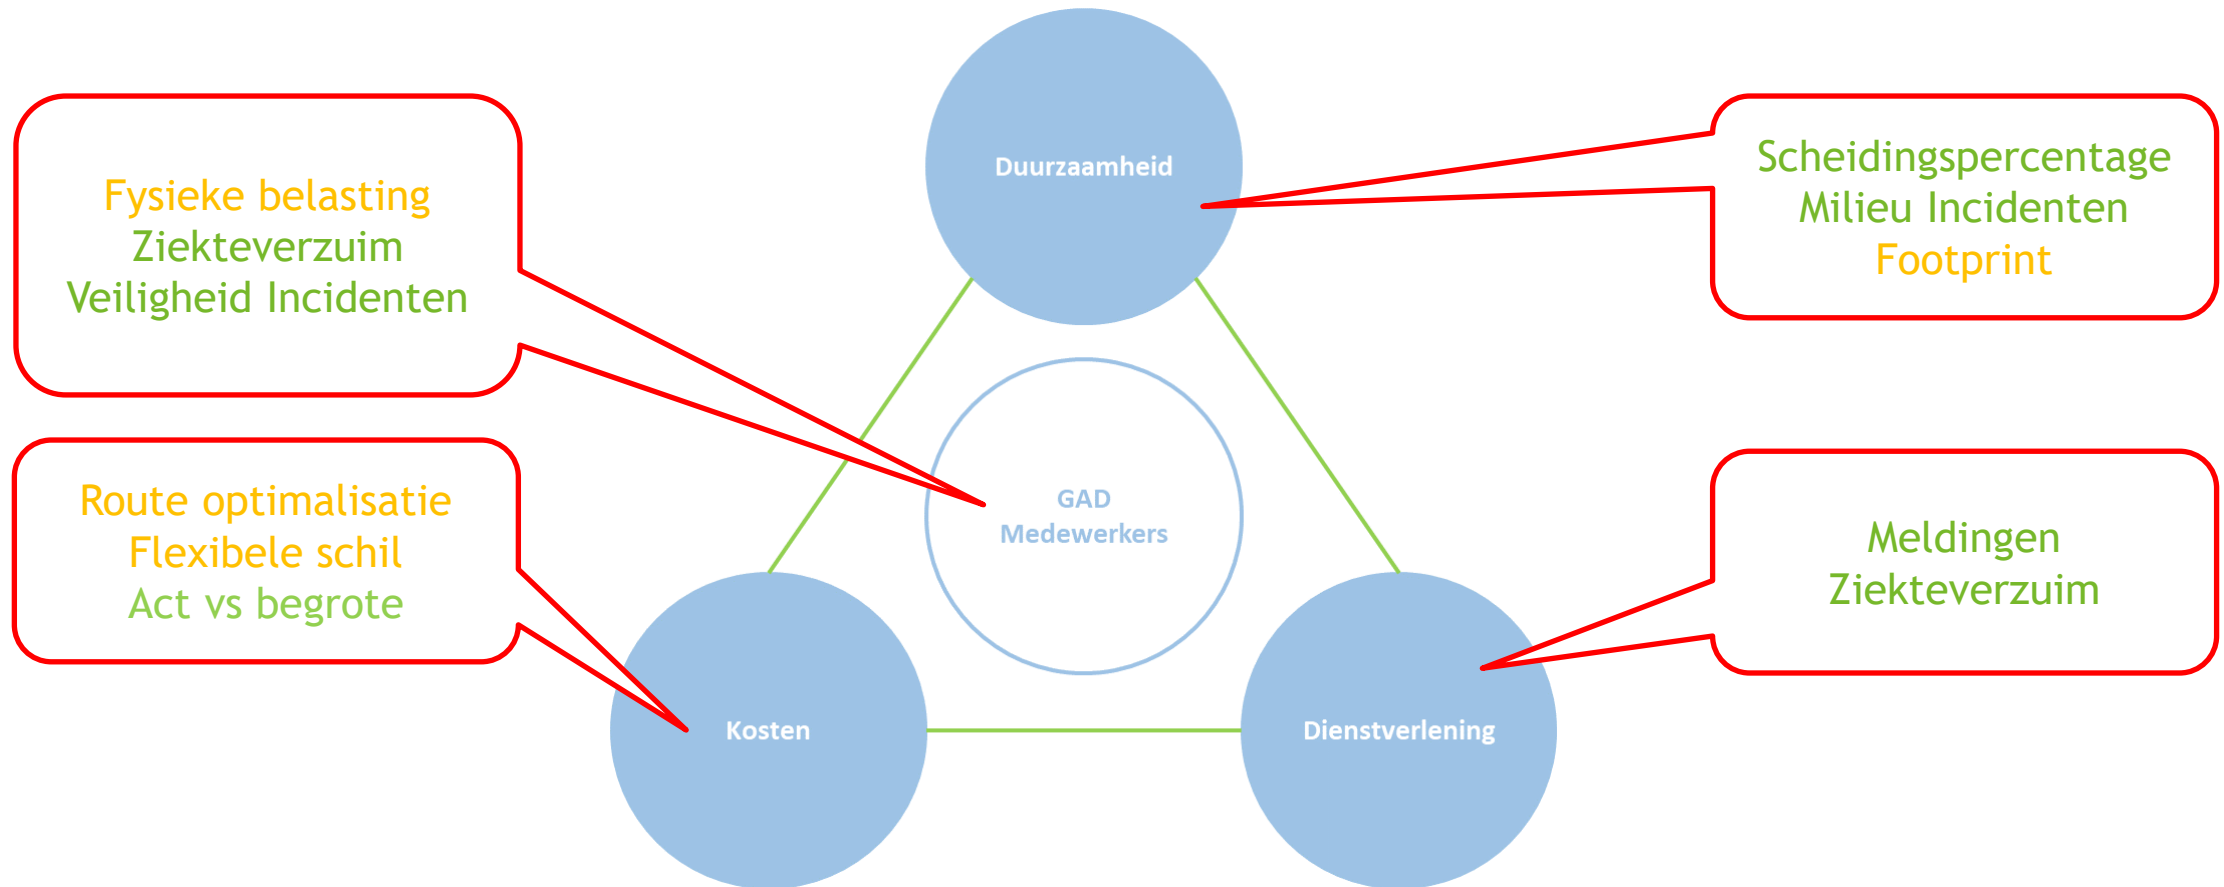 Duurzaamheid
Fysieke belasting
Ziekteverzuim
Veiligheid Incidenten
Scheidingspercentage
Milieu Incidenten
Footprint
GAD
Medewerkers
Route optimalisatie
Flexibele schil
Act vs begrote
Meldingen
Ziekteverzuim
Kosten
Dienstverlening